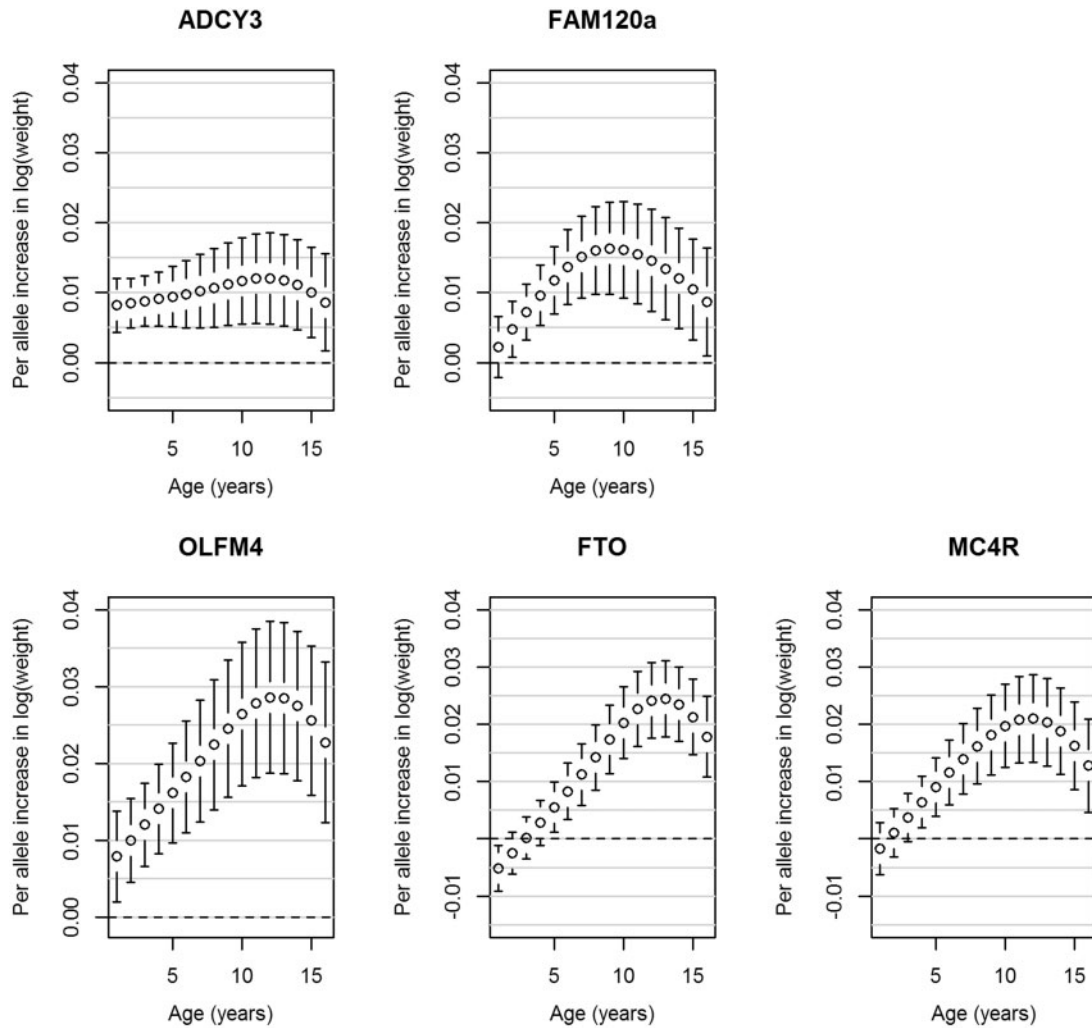 ADCY3
FAM120a
Per allele increase in log(weight)
0.00 0.01 0.02 0.03 0.04
5 10 15
Age (years)
Per allele increase in log(weight)
0.00 0.01 0.02 0.03 0.04
5 10 15
Age (years)
OLFM4
FTO
MC4R
Per allele increase in log(weight)
0.00 0.01 0.02 0.03 0.04
5 10 15
Age (years)
Per allele increase in log(weight)
-0.01 0.01 0.02 0.03 0.04
5 10 15
Age (years)
Per allele increase in log(weight)
-0.01 0.01 0.02 0.03 0.04
5 10 15
Age (years)